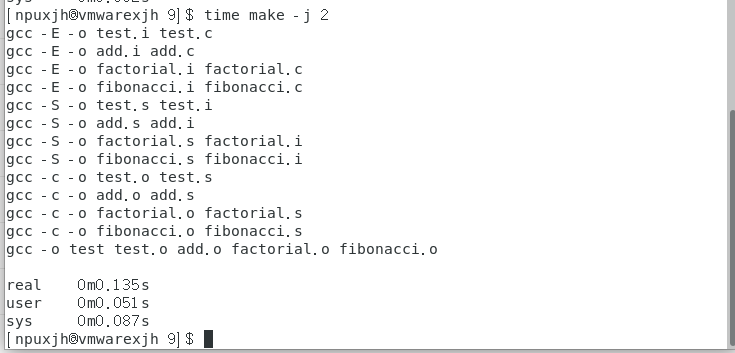 [npuxjh@vmwarexjh 9]$ time make -j 2
gcc -E -o test.i test.c
gcc -E -o add.i add.c
gcc -E -o factorial.i factorial.c
gcc -E -o fibonacci.i fibonacci.c
gcc -S -o test.s test.i
gcc -S -o add.s add.i
gcc -S -o factorial.s factorial.i
gcc -S -o fibonacci.s fibonacci.i
gcc -c -o test.o test.s
gcc -c -o add.o add.s
gcc -c -o factorial.o factorial.s
gcc -c -o fibonacci.o fibonacci.s
gcc -o test test.o add.o factorial.o fibonacci.o
real 0m0.135s
user 0m0.051s
sys 0m0.087s
[npuxjh@vmwarexjh 9]$